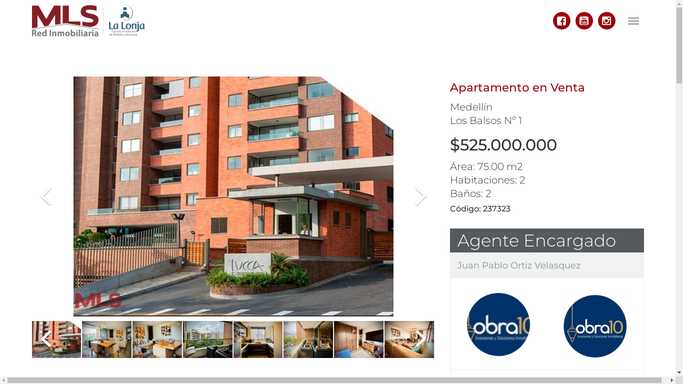 MLS
Red Inmobiliaria
La Lonja
Apartamento en Venta
Medellín
Los Balsos N° 1
$525.000.000
Área: 75.00 m2
Habitaciones: 2
Baños: 2
Código: 237323
Agente Encargado
Juan Pablo Ortiz Velasquez
LUCCA
MLS
obra10
obra10